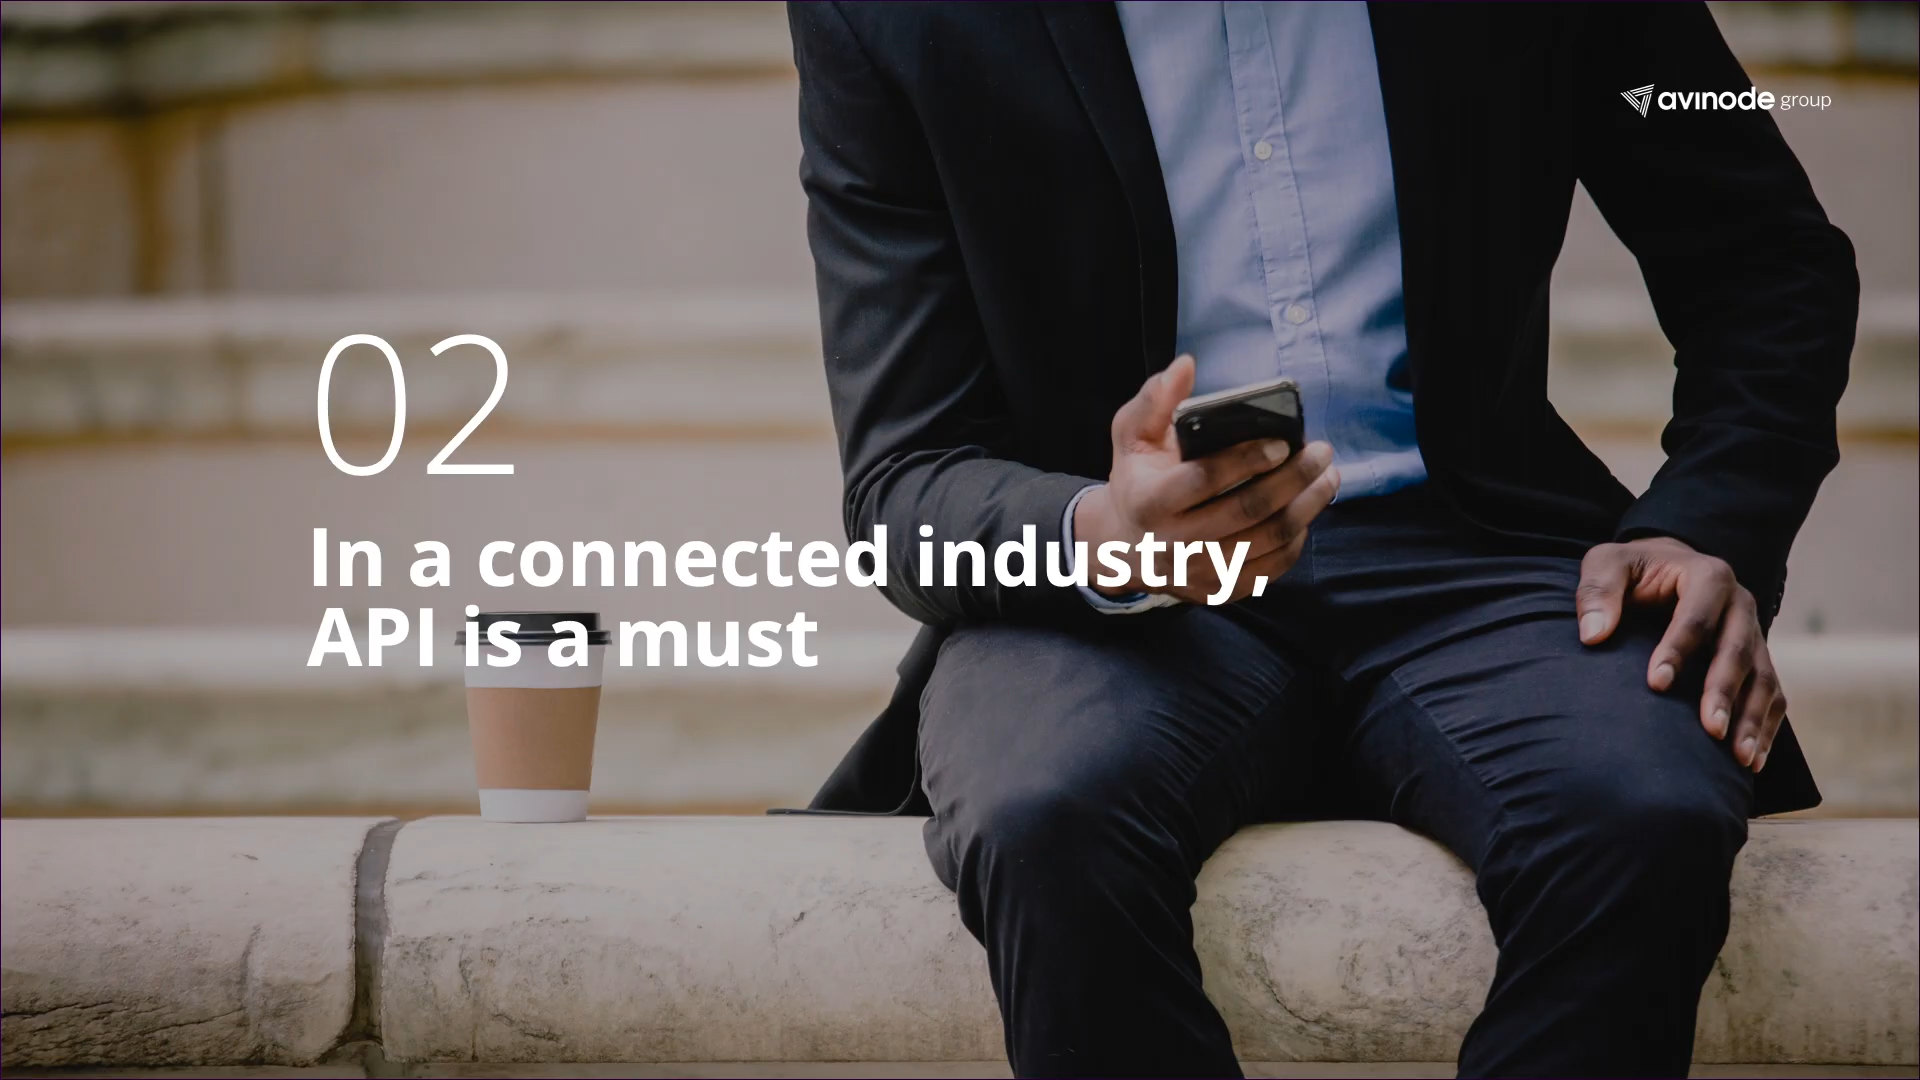 avinode group
02
In a connected industry,
API is a must